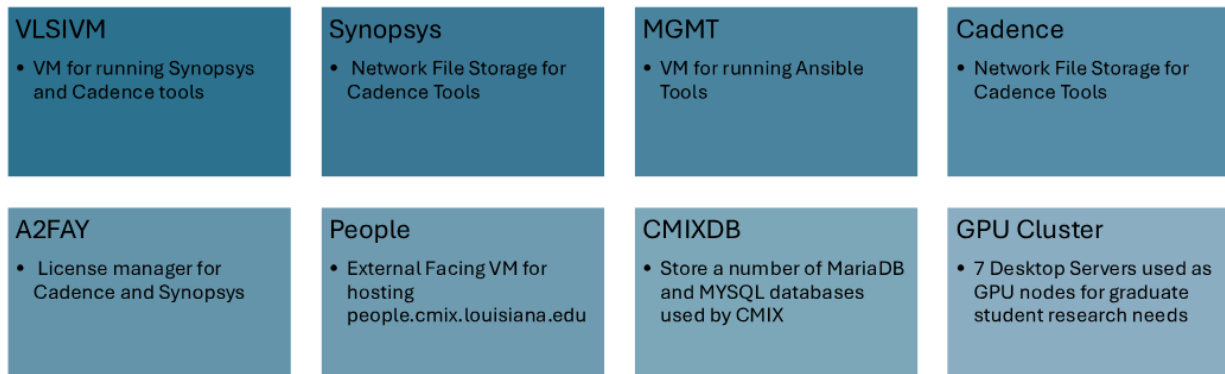 VLSIVM
• VM for running Synopsys
and Cadence tools
Synopsys
• Network File Storage for
Cadence Tools
MGMT
• VM for running Ansible
Tools
Cadence
• Network File Storage for
Cadence Tools
A2FAY
• License manager for
Cadence and Synopsys
People
• External Facing VM for
hosting
people.cmix.louisiana.edu
CMIXDB
• Store a number of MariaDB
and MYSQL databases
used by CMIX
GPU Cluster
• 7 Desktop Servers used as
GPU nodes for graduate
student research needs